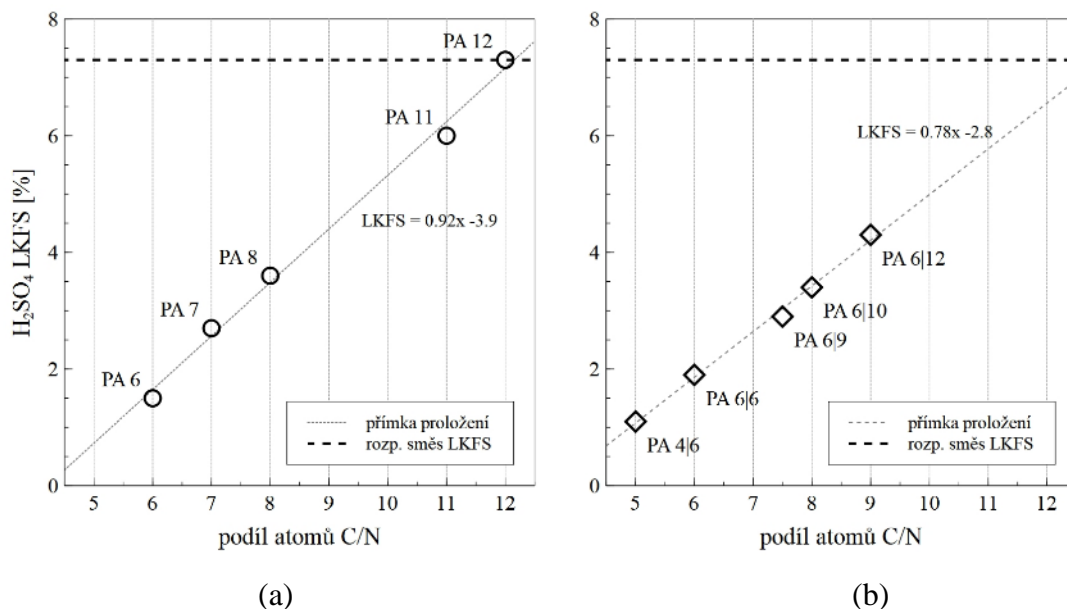 8
6
4
2
0
H₂SO₄ LKFS [%]
PA 12
PA 11
PA 8
PA 7
PA 6
LKFS = 0.92x -3.9
přímka proložení
rozp. směs LKFS
5 6 7 8 9 10 11 12
podíl atomů C/N
(a)
8
6
4
2
0
LKFS = 0.78x -2.8
PA 6|12
PA 6|10
PA 6|9
PA 6|6
PA 4|6
přímka proložení
rozp. směs LKFS
5 6 7 8 9 10 11 12
podíl atomů C/N
(b)